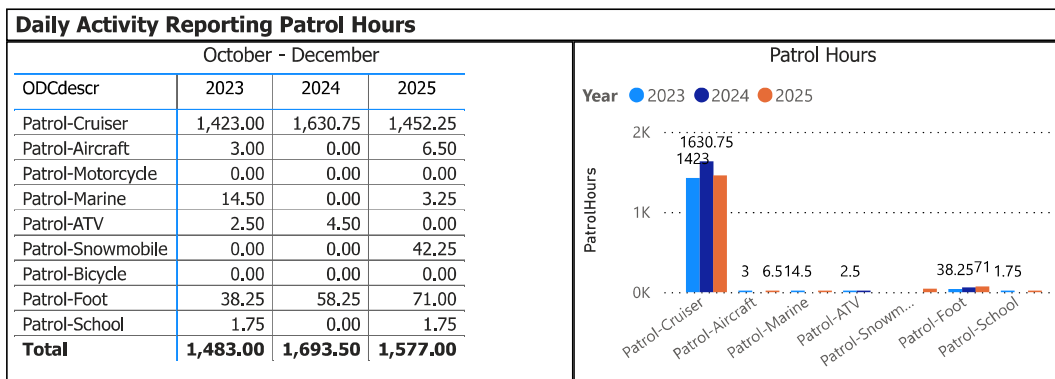 Daily Activity Reporting Patrol Hours
October - December
ODCdescr 2023 2024 2025
Patrol-Cruiser 1,423.00 1,630.75 1,452.25
Patrol-Aircraft 3.00 0.00 6.50
Patrol-Motorcycle 0.00 0.00 0.00
Patrol-Marine 14.50 0.00 3.25
Patrol-ATV 2.50 4.50 0.00
Patrol-Snowmobile 0.00 0.00 42.25
Patrol-Bicycle 0.00 0.00 0.00
Patrol-Foot 38.25 58.25 71.00
Patrol-School 1.75 0.00 1.75
Total 1,483.00 1,693.50 1,577.00
Patrol Hours
Year 2023 2024 2025
PatrolHours
2K
1K
0K
1630.75
1423
3 6.5 14.5 2.5 38.25 71 1.75
Patrol-Cruiser Patrol-Aircraft Patrol-Marine Patrol-ATV Patrol-Snowm... Patrol-Foot Patrol-School